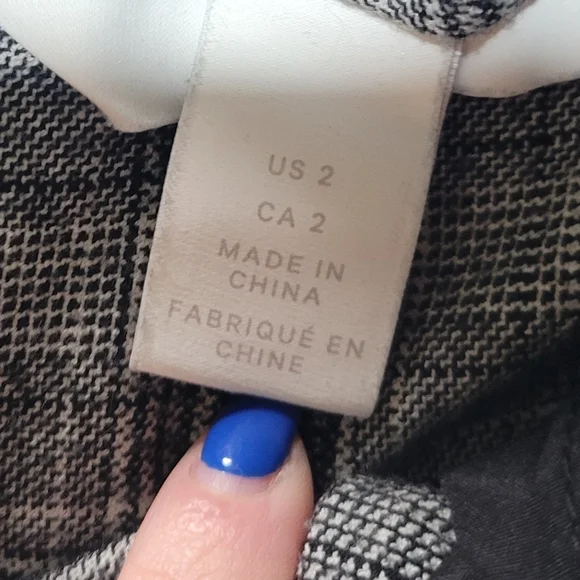 US 2
CA 2
MADE IN
CHINA
FABRIQUÉ EN
CHINE